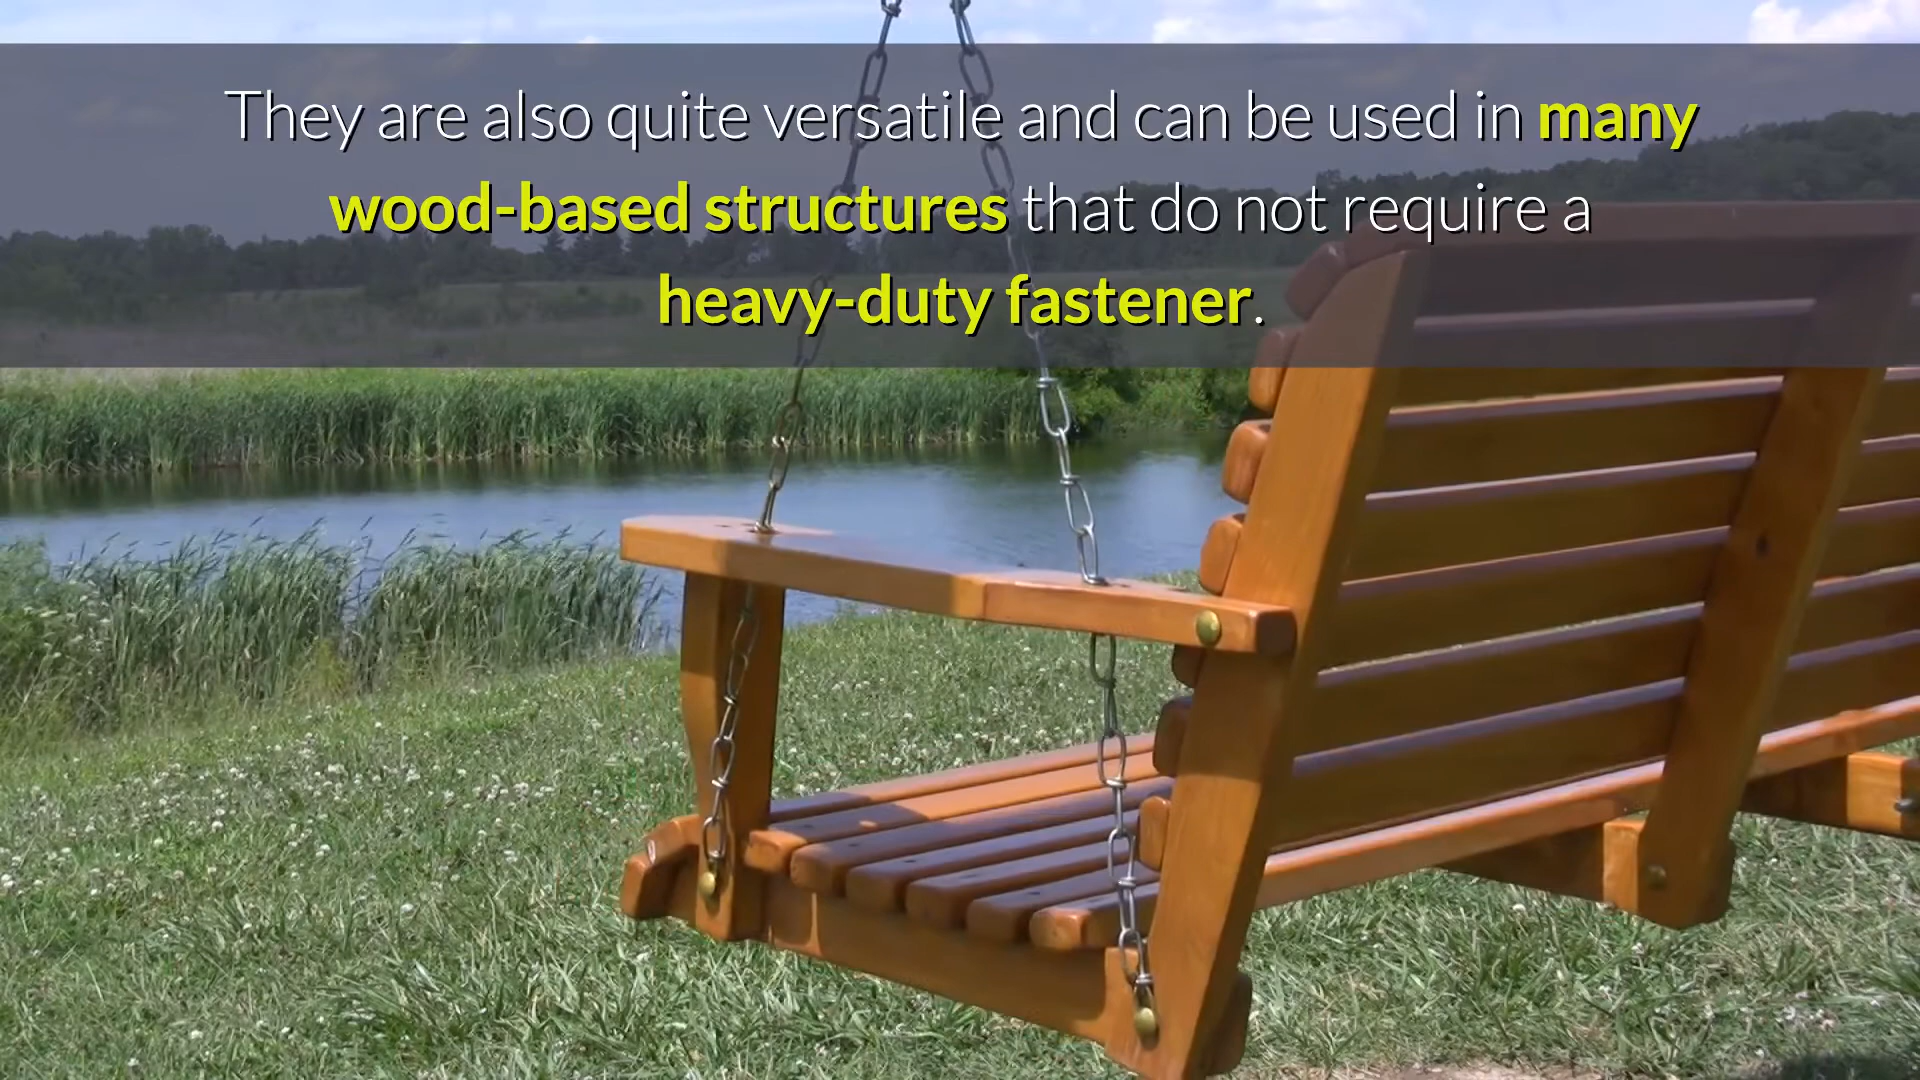 They are also quite versatile and can be used in many
wood-based structures that do not require a
heavy-duty fastener.